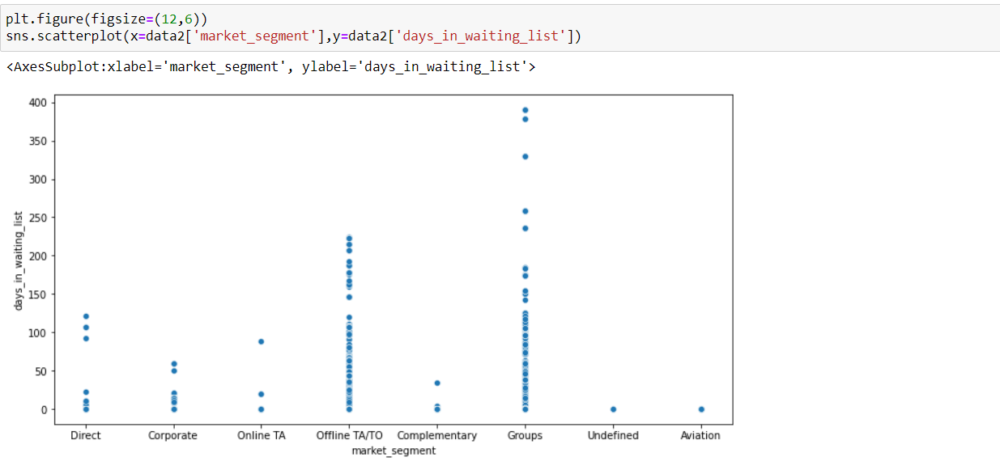 plt.figure(figsize=(12,6))
sns.scatterplot(x=data2['market_segment'],y=data2['days_in_waiting_list'])
<AxesSubplot:xlabel='market_segment', ylabel='days_in_waiting_list'>
400
350
300
250
200
150
100
50
0
days_in_waiting_list
Direct Corporate Online TA Offline TA/TO Complementary Groups Undefined Aviation
market_segment